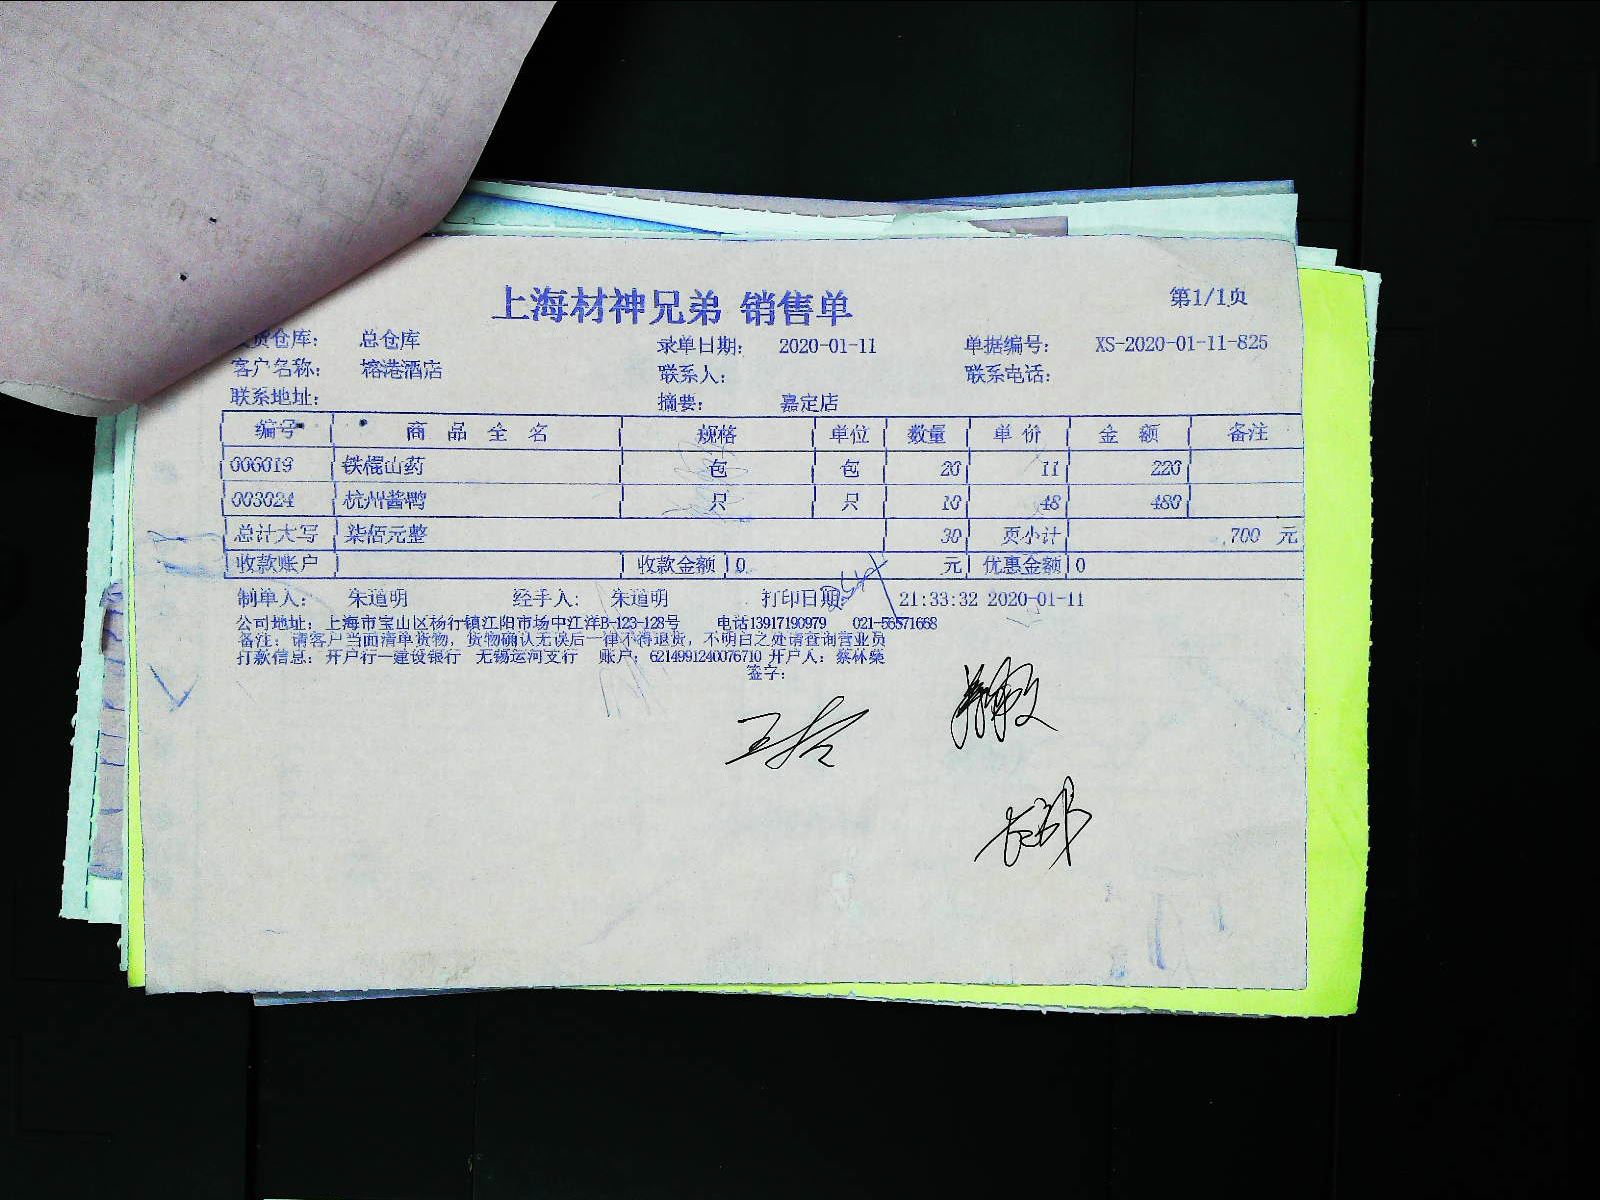 上海材神兄弟 销售单
第1/1页
货仓库： 总仓库 录单日期： 2020-01-11 单据编号： XS-2020-01-11-825
客户名称： 榕港酒店 联系人： 联系电话：
联系地址： 摘要： 嘉定店
编号 商品全名 规格 单位 数量 单价 金额 备注
006019 铁棍山药 包 包 20 11 220
003024 杭州酱鸭 只 只 10 48 480
总计大写 柒佰元整 30 页小计 700 元
收款账户 收款金额 0 元 优惠金额 0
制单人： 朱道明 经手人： 朱道明 打印日期： 21:33:32 2020-01-11
公司地址：上海市宝山区杨行镇江阳市场中江洋B-123-128号 电话13917190979 021-56571668
备注：请客户当面清单货物，货物确认无误后一律不得退货，不明白之处请查询营业员
打款信息：开户行—建设银行 无锡运河支行 账户：6214991240076710 开户人：蔡林燊
签字：